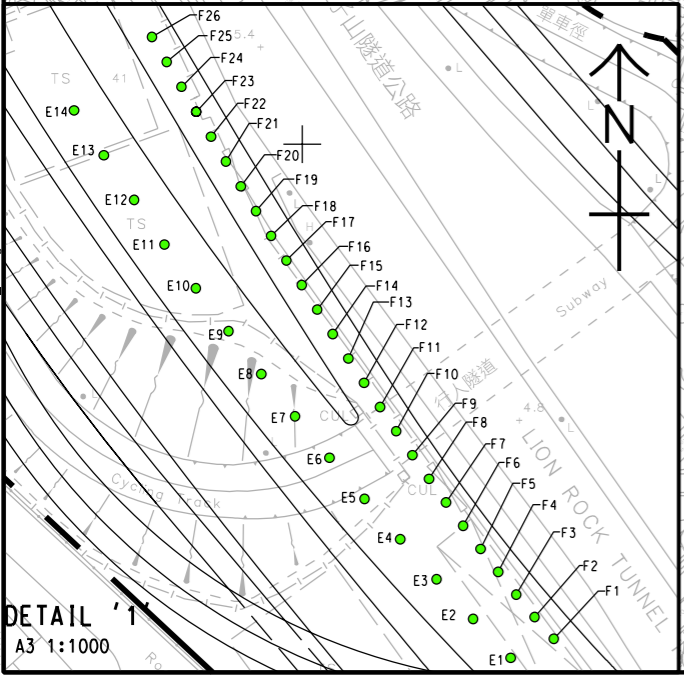 F26
F25
5.4
F24
F23
F22
F21
F20
F19
F18
F17
F16
F15
F14
F13
F12
F11
F10
F9
F8
F7
F6
F5
F4
F3
F2
F1
TS
41
E14
E13
E12
TS
E11
E10
E9
E8
E7
E6
E5
E4
E3
E2
E1
子山隧道公路
單車徑
L
L
L
L
L
L
L
L
N
H
Subway
行人隧道
4.8
CUL
CUL
LION ROCK TUNNEL
Cycling Track
DETAIL '1'
A3 1:1000